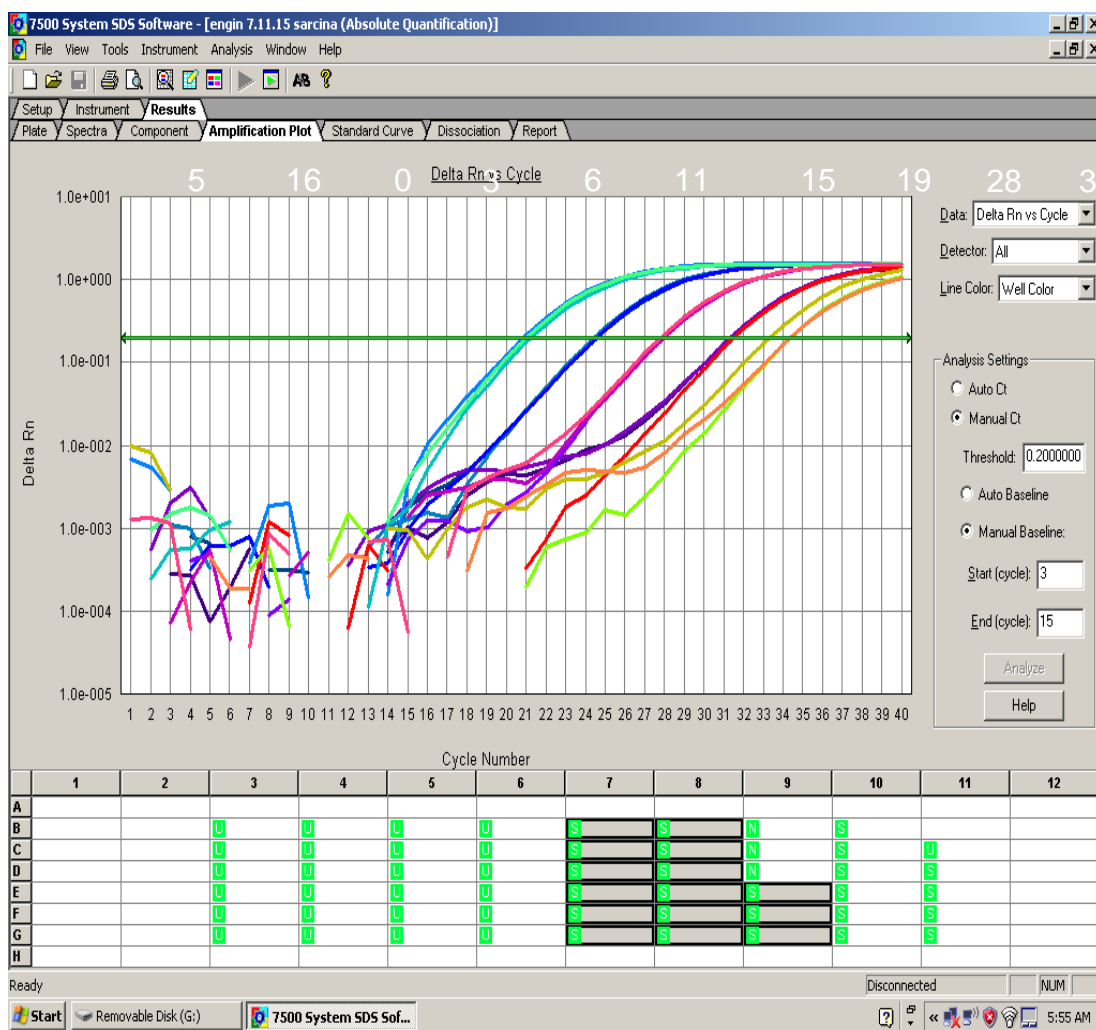 7500 System SDS Software - [engin 7.11.15 sarcina (Absolute Quantification)]
File View Tools Instrument Analysis Window Help
Setup Instrument Results
Plate Spectra Component Amplification Plot Standard Curve Dissociation Report
5 16 0 3 6 11 15 19 28 3
Delta Rn vs Cycle
1.0e+001
1.0e+000
1.0e-001
1.0e-002
1.0e-003
1.0e-004
1.0e-005
Delta Rn
1 2 3 4 5 6 7 8 9 10 11 12 13 14 15 16 17 18 19 20 21 22 23 24 25 26 27 28 29 30 31 32 33 34 35 36 37 38 39 40
Cycle Number
Data: Delta Rn vs Cycle
Detector: All
Line Color: Well Color
Analysis Settings
Auto Ct
Manual Ct
Threshold: 0.2000000
Auto Baseline
Manual Baseline:
Start (cycle): 3
End (cycle): 15
Analyze
Help
1 2 3 4 5 6 7 8 9 10 11 12
A
B U U U U S S N S
C U U U U S S N S U
D U U U U S S N S S
E U U U U S S S S S
F U U U U S S S S S
G U U U U S S S S S
H
Ready Disconnected NUM
Start Removable Disk (G:) 7500 System SDS Sof... 5:55 AM